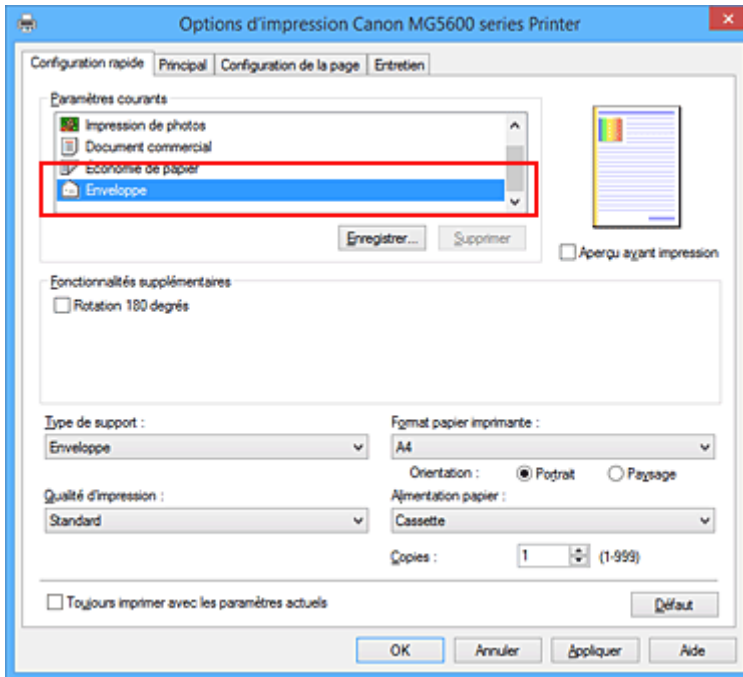 Options d'impression Canon MG5600 series Printer
Configuration rapide Principal Configuration de la page Entretien
Paramètres courants
Impression de photos
Document commercial
Économie de papier
Enveloppe
Enregistrer... Supprimer
Aperçu avant impression
Fonctionnalités supplémentaires
Rotation 180 degrés
Type de support :
Enveloppe
Format papier imprimante :
A4
Orientation : Portrait Paysage
Qualité d'impression :
Standard
Alimentation papier :
Cassette
Copies : 1 (1-999)
Toujours imprimer avec les paramètres actuels
Défaut
OK Annuler Appliquer Aide